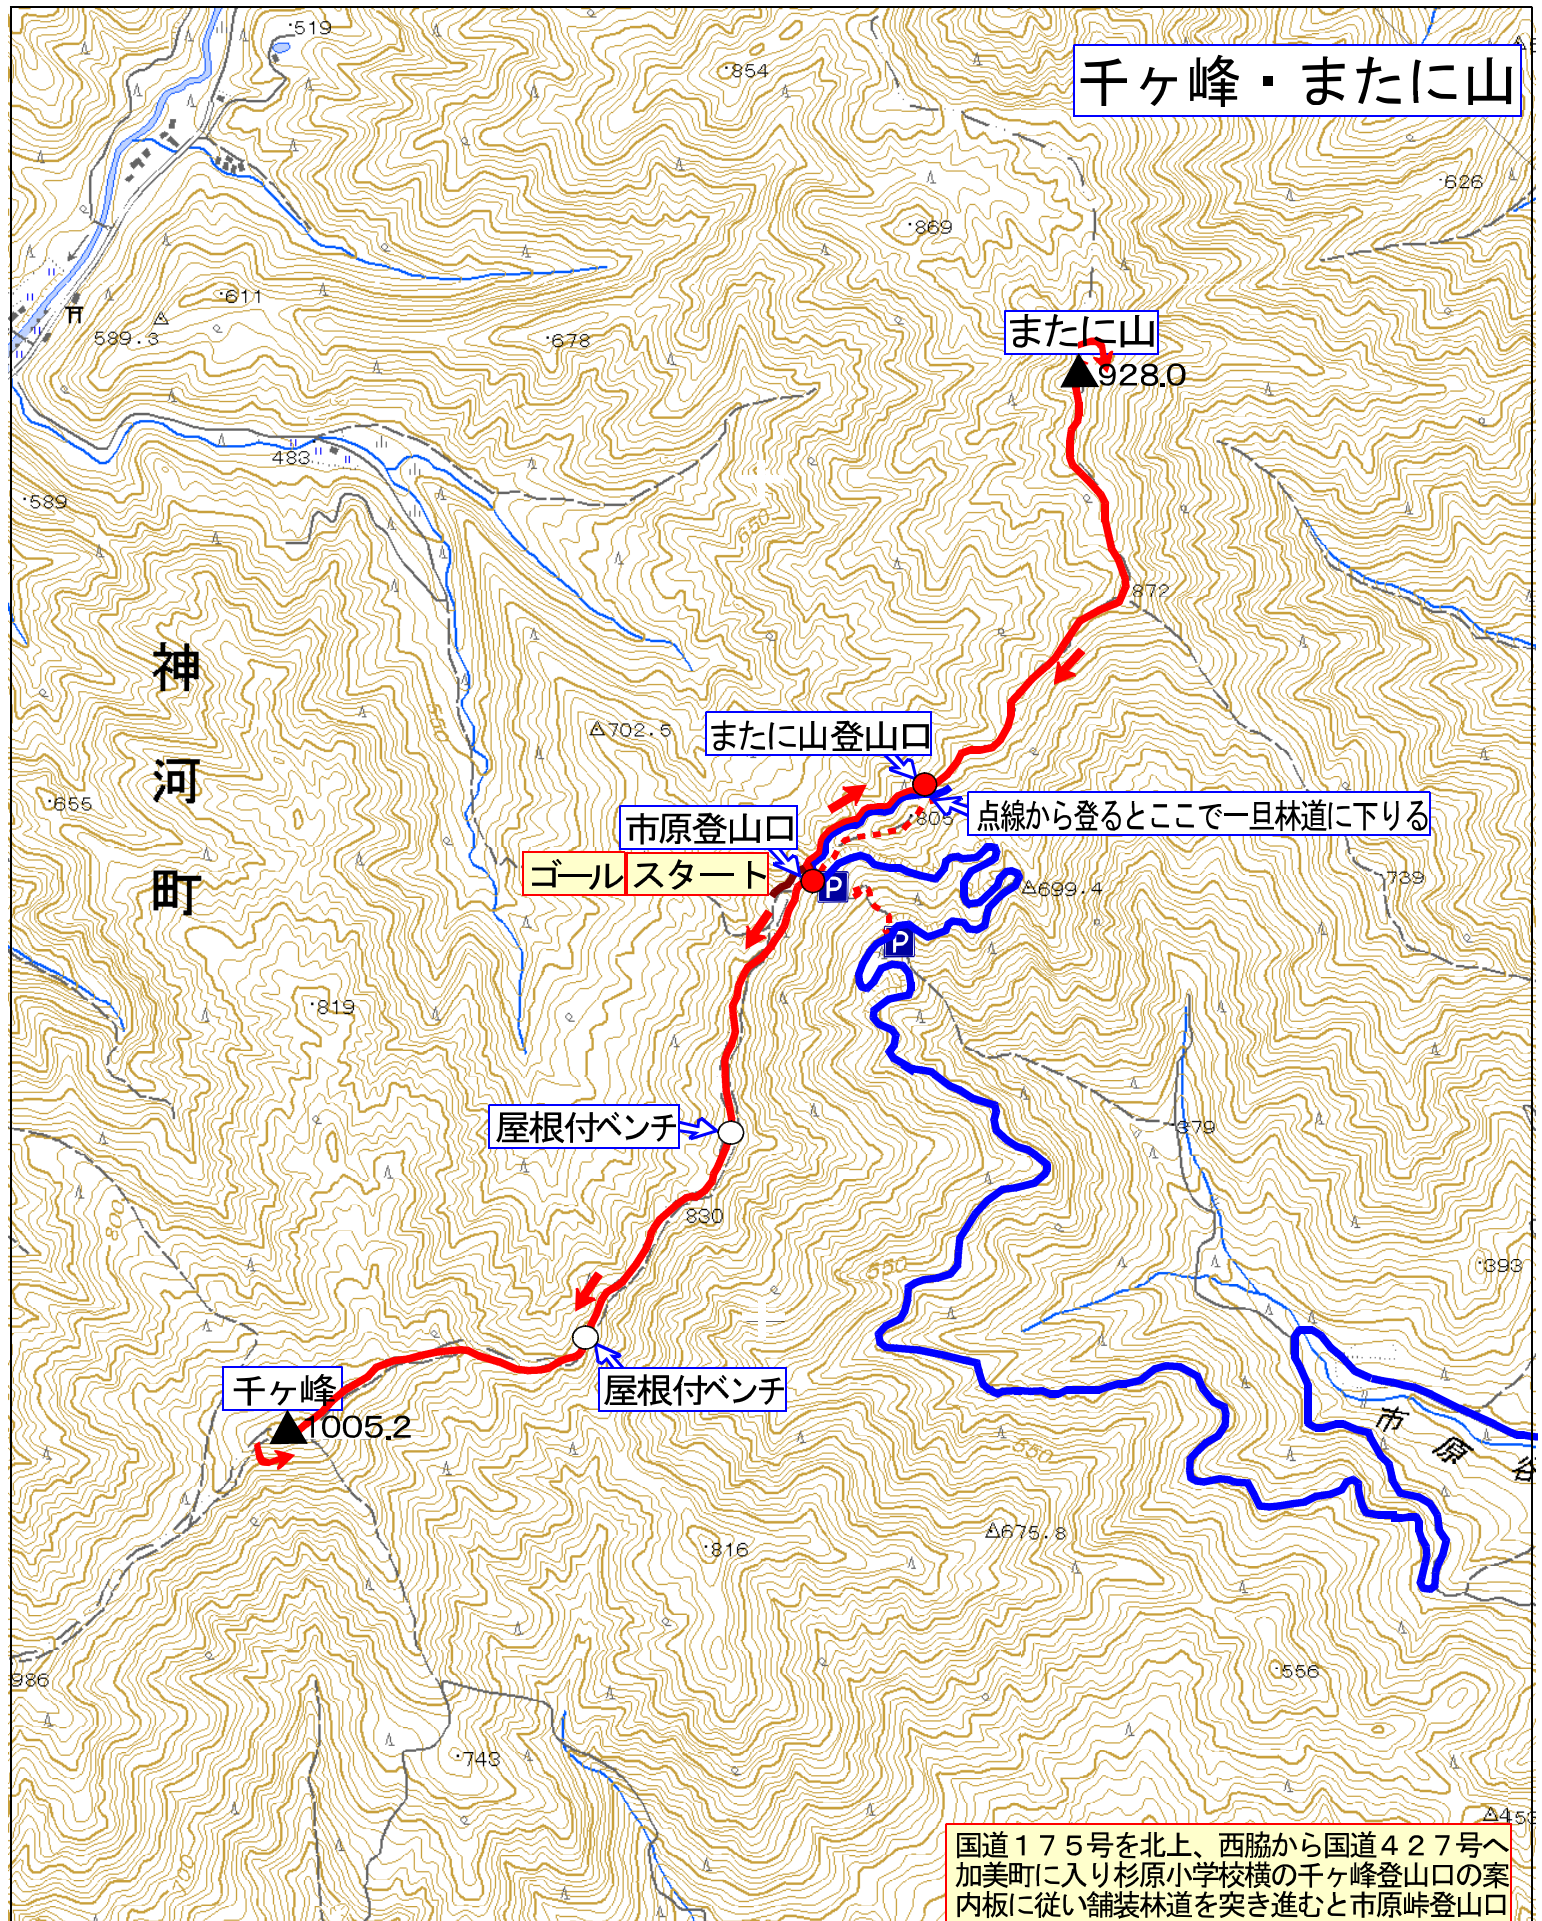 ・519
・854
千ヶ峰・またに山
・626
・869
・611
589.3
・678
またに山
928.0
483
・589
650
872
神河町
550
702.5
またに山登山口
・655
・805
点線から登るとここで一旦林道に下りる
市原登山口
ゴール
スタート
P
・739
699.4
P
・819
屋根付ベンチ
379
830
550
・393
千ヶ峰
1005.2
屋根付ベンチ
市原谷
550
675.8
・816
986
・556
・743
453
国道175号を北上、西脇から国道427号へ
加美町に入り杉原小学校横の千ヶ峰登山口の案
内板に従い舗装林道を突き進むと市原峠登山口